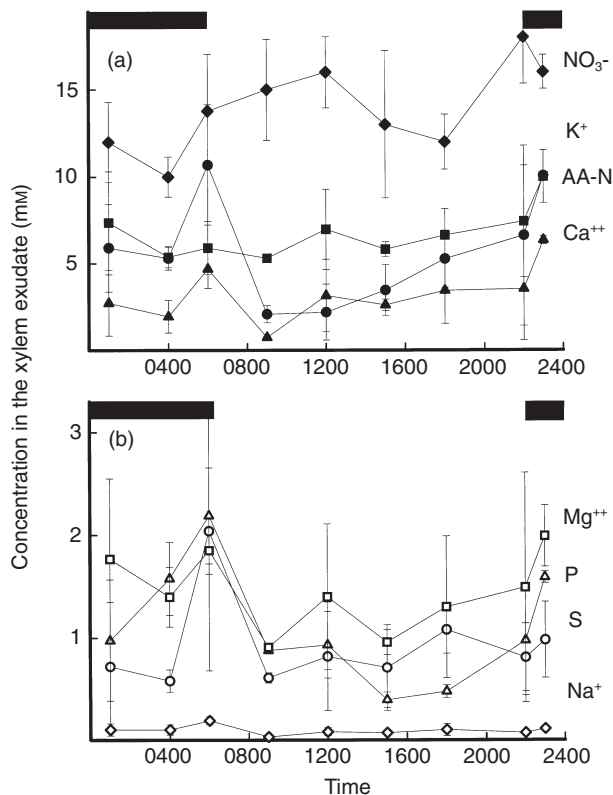 (a)
NO₃-
K⁺
AA-N
Ca⁺⁺
15
10
5
0400 0800 1200 1600 2000 2400
Concentration in the xylem exudate (mM)
(b)
Mg⁺⁺
P
S
Na⁺
3
2
1
0400 0800 1200 1600 2000 2400
Time